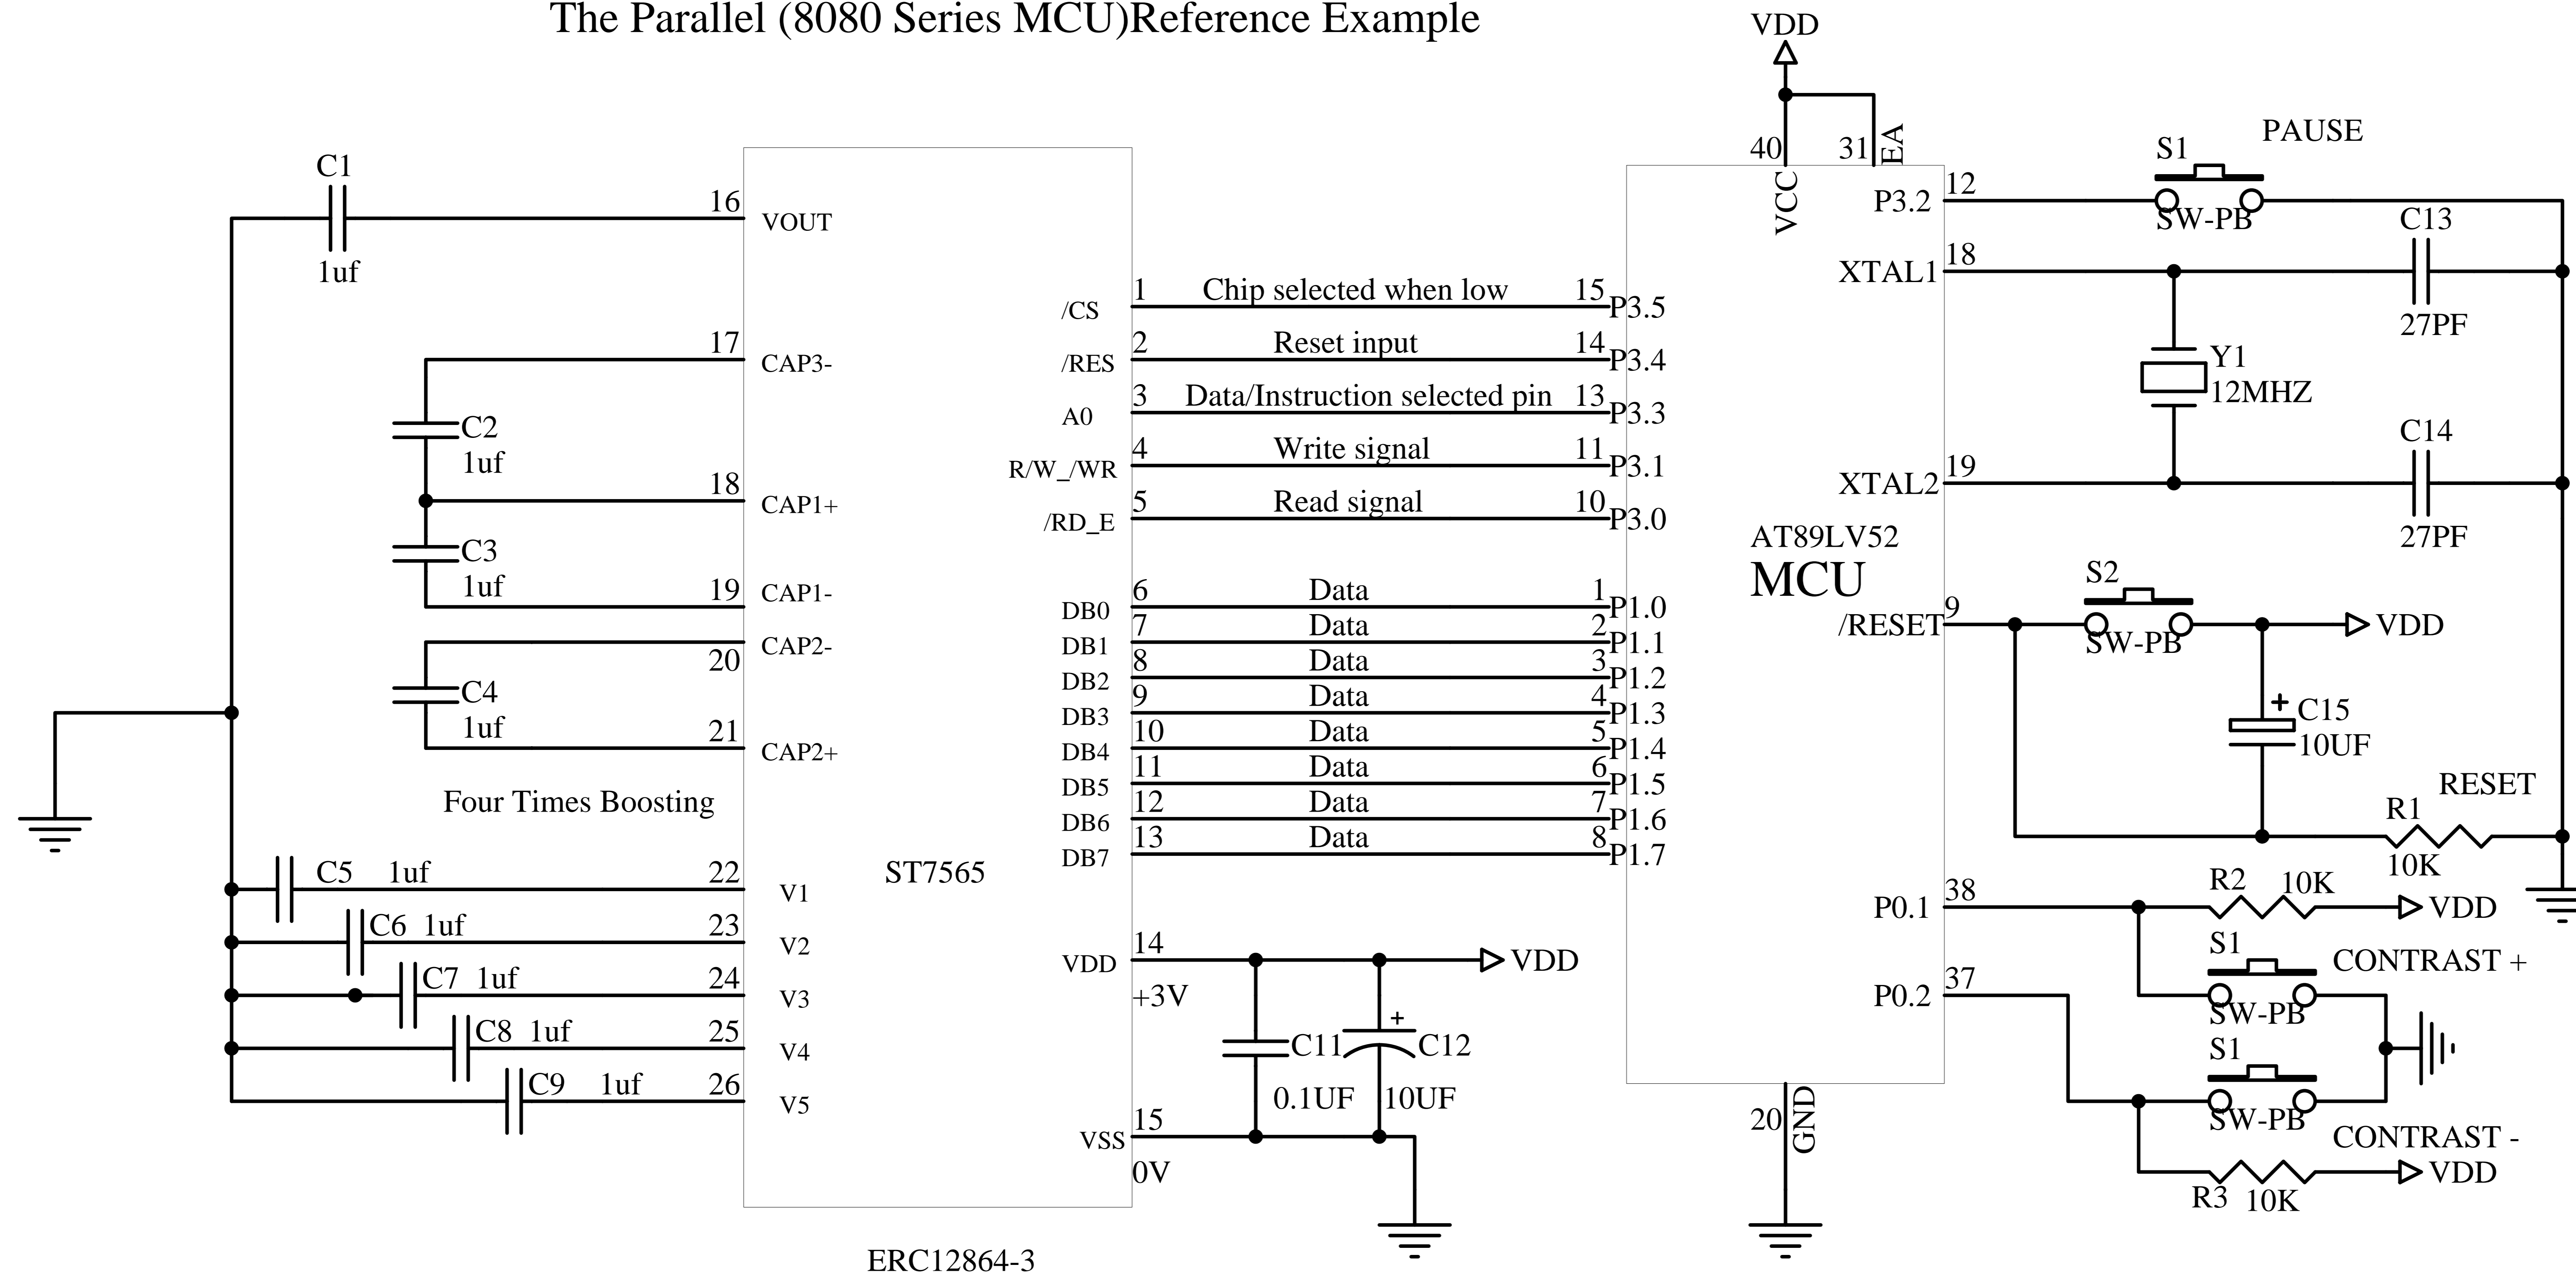 The Parallel (8080 Series MCU)Reference Example
VDD
40
31
EA
VCC
C1
1uf
16
VOUT
17
CAP3-
C2
1uf
18
CAP1+
C3
1uf
19
CAP1-
CAP2-
20
C4
1uf
21
CAP2+
Four Times Boosting
C5 1uf
22
V1
C6 1uf
23
V2
C7 1uf
24
V3
C8 1uf
25
V4
C9 1uf
26
V5
ST7565
ERC12864-3
/CS 1 Chip selected when low 15 P3.5
/RES 2 Reset input 14 P3.4
A0 3 Data/Instruction selected pin 13 P3.3
R/W_/WR 4 Write signal 11 P3.1
/RD_E 5 Read signal 10 P3.0
DB0 6 Data 1 P1.0
DB1 7 Data 2 P1.1
DB2 8 Data 3 P1.2
DB3 9 Data 4 P1.3
DB4 10 Data 5 P1.4
DB5 11 Data 6 P1.5
DB6 12 Data 7 P1.6
DB7 13 Data 8 P1.7
VDD 14 VDD
+3V
C11
0.1UF
+
C12
10UF
VSS 15
0V
AT89LV52
MCU
20
GND
P3.2 12
S1
SW-PB
PAUSE
XTAL1 18
C13
27PF
Y1
12MHZ
XTAL2 19
C14
27PF
/RESET 9
S2
SW-PB
VDD
+
C15
10UF
RESET
R1
10K
P0.1 38
R2 10K
VDD
S1
SW-PB
CONTRAST +
P0.2 37
S1
SW-PB
CONTRAST -
VDD
R3 10K